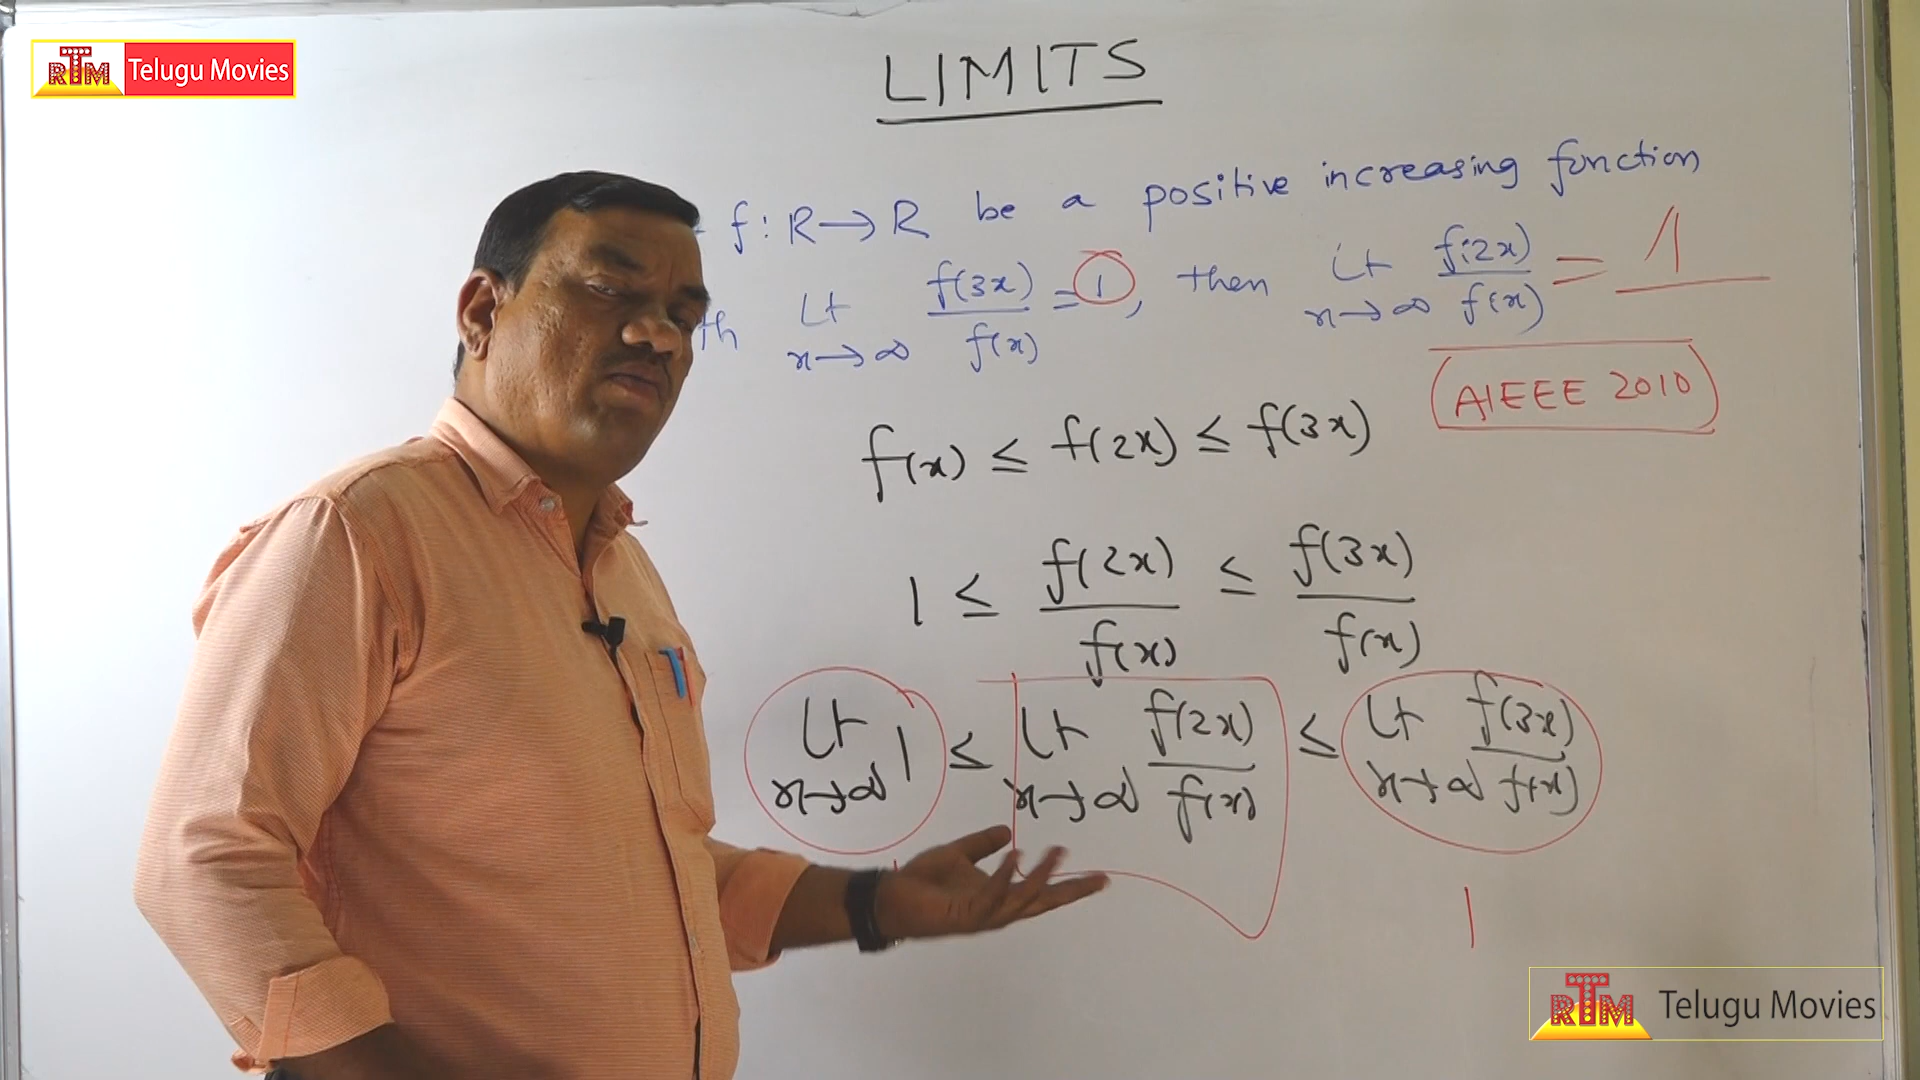 RTM Telugu Movies
LIMITS
f : R → R be a positive increasing function
th Lt x→∞ f(3x)/f(x) = 1, then Lt x→∞ f(2x)/f(x) = 1
AIEEE 2010
f(x) ≤ f(2x) ≤ f(3x)
1 ≤ f(2x)/f(x) ≤ f(3x)/f(x)
Lt x→∞ 1 ≤ Lt x→∞ f(2x)/f(x) ≤ Lt x→∞ f(3x)/f(x)
1
RTM Telugu Movies